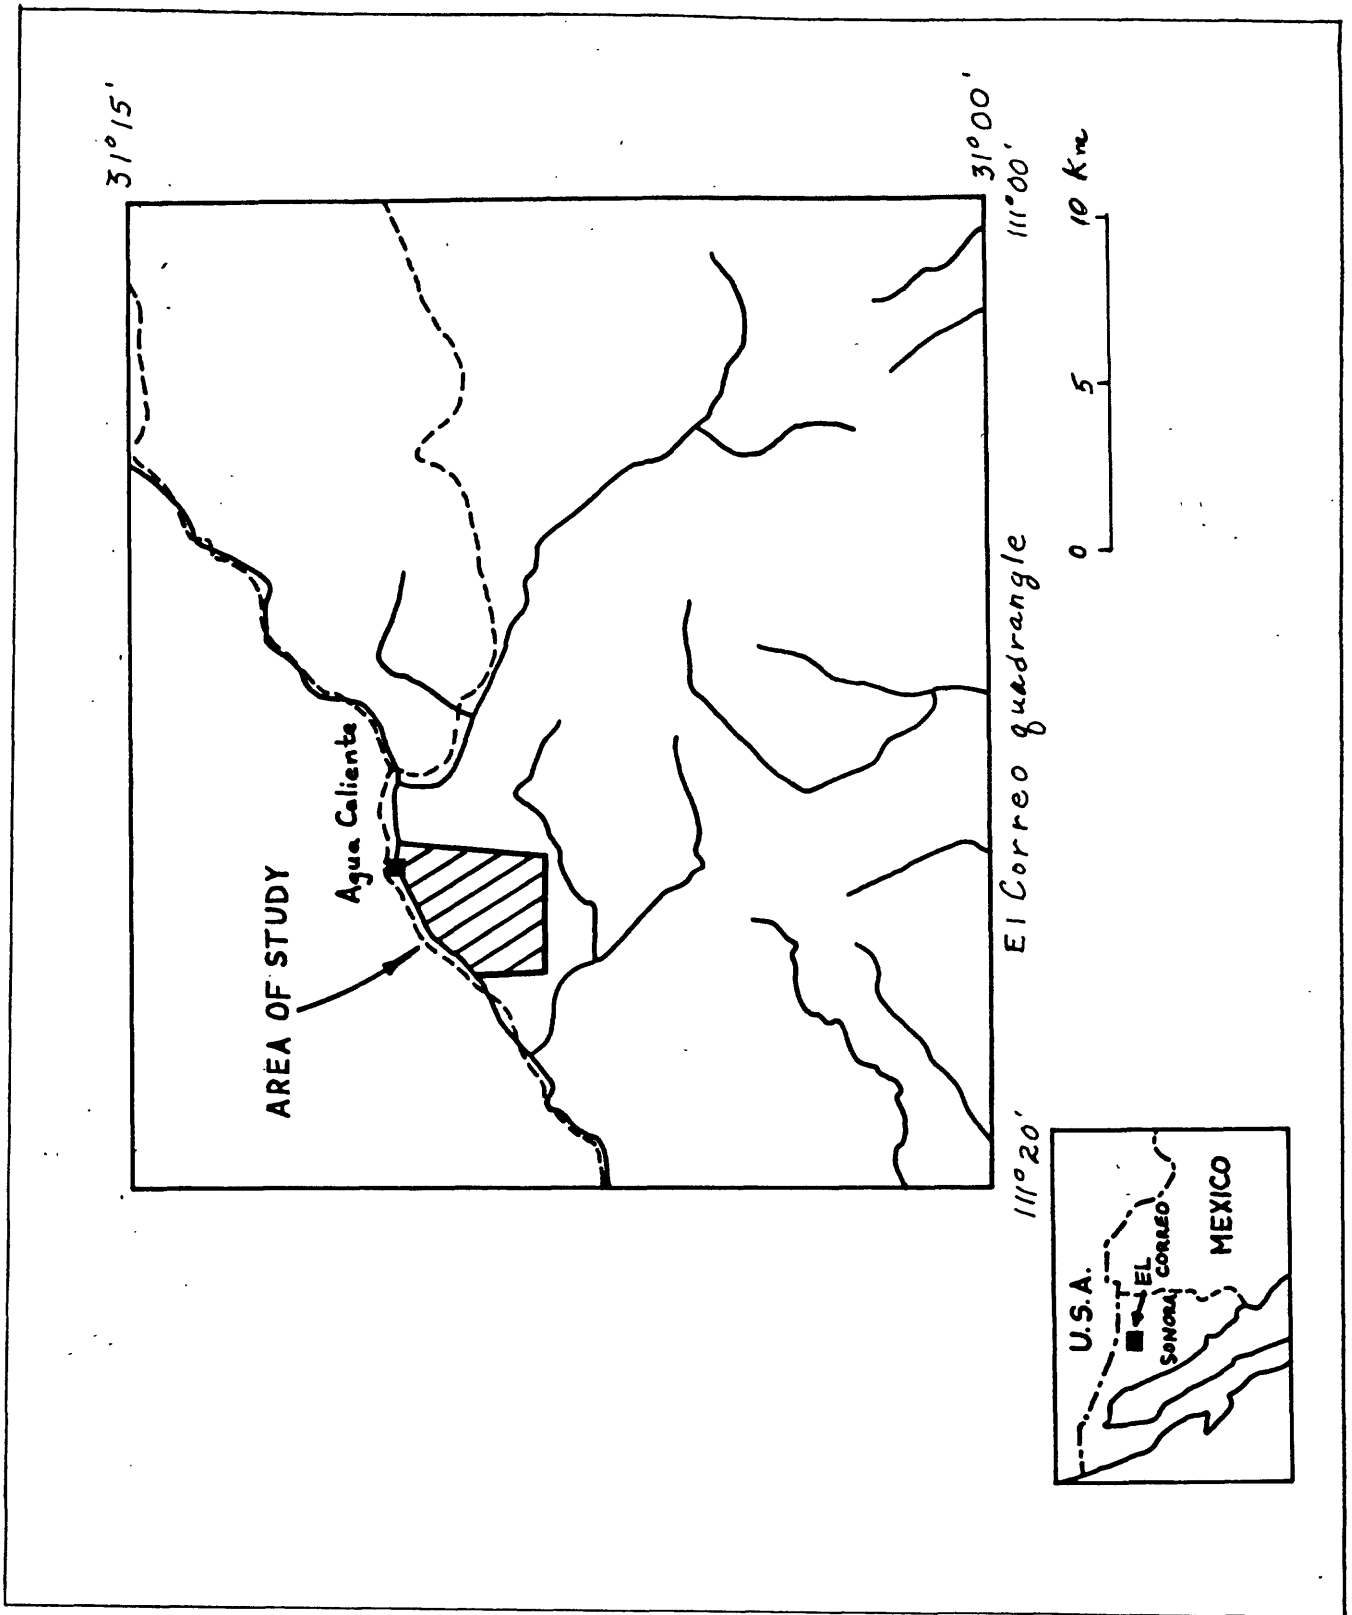 31°15'
Agua Caliente
AREA OF STUDY
31°00'
111°20'
El Correo quadrangle
111°00'
0 5 10 Km
U.S.A.
EL
SONORA CORREO
MEXICO